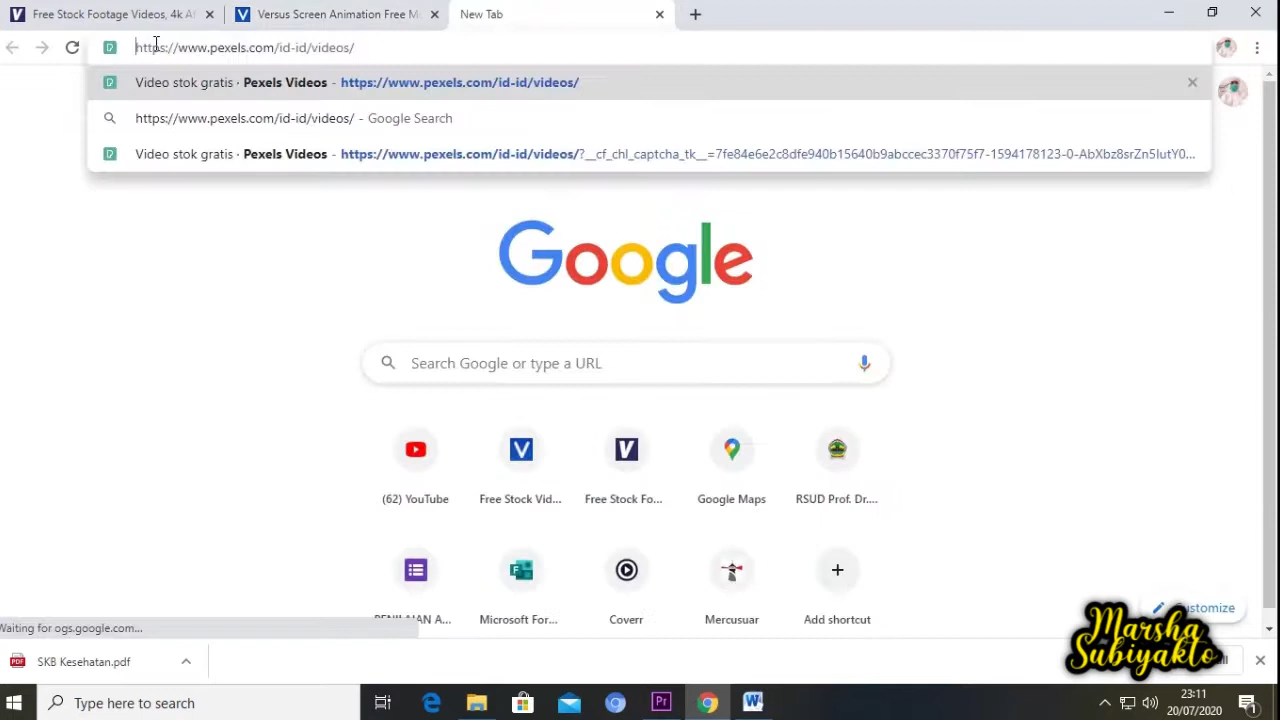 Free Stock Footage Videos, 4k A
Versus Screen Animation Free M
New Tab
https://www.pexels.com/id-id/videos/
Video stok gratis · Pexels Videos - https://www.pexels.com/id-id/videos/
https://www.pexels.com/id-id/videos/ - Google Search
Video stok gratis · Pexels Videos - https://www.pexels.com/id-id/videos/?__cf_chl_captcha_tk__=7fe84e6e2c8dfe940b15640b9abccec3370f75f7-1594178123-0-AbXbz8srZn5IutY0...
Google
Search Google or type a URL
(62) YouTube
Free Stock Vid...
Free Stock Fo...
Google Maps
RSUD Prof. Dr....
PENILAIAN A...
Microsoft For...
Coverr
Mercusuar
Add shortcut
Customize
Waiting for ogs.google.com...
Marsha
Subiyakto
SKB Kesehatan.pdf
Type here to search
23:11
20/07/2020